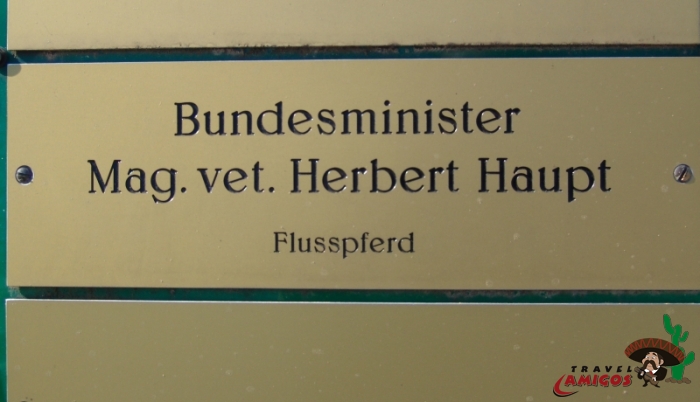 Bundesminister
Mag. vet. Herbert Haupt
Flusspferd
TRAVEL
AMIGOS